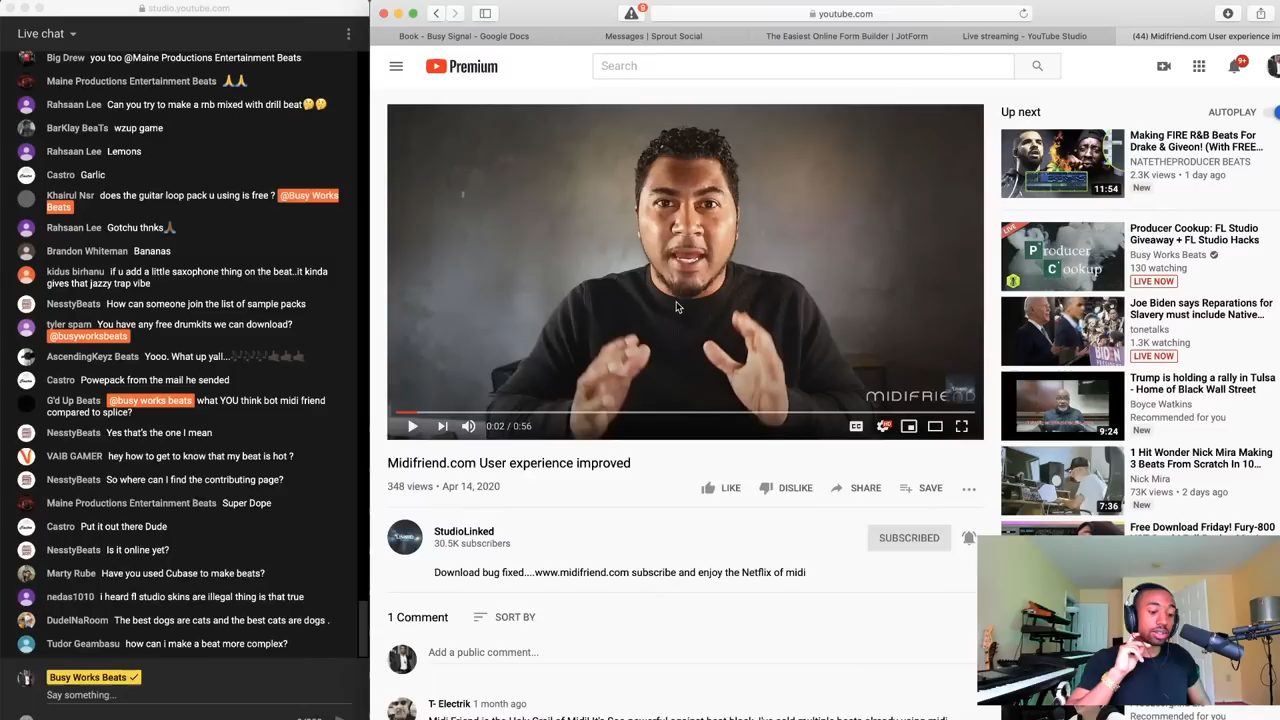 studio.youtube.com
Live chat
Big Drew you too @Maine Productions Entertainment Beats
Maine Productions Entertainment Beats 🙏🙏
Rahsaan Lee Can you try to make a rnb mixed with drill beat🤔🤔
BarKlay BeaTs wzup game
Rahsaan Lee Lemons
Castro Garlic
Khairul Nsr does the guitar loop pack u using is free ? @Busy Works
Beats
Rahsaan Lee Gotchu thnks🙏🏾
Brandon Whiteman Bananas
kidus birhanu if u add a little saxophone thing on the beat..it kinda
gives that jazzy trap vibe
NesstyBeats How can someone join the list of sample packs
tyler spam You have any free drumkits we can download?
@busyworksbeats
AscendingKeyz Beats Yooo. What up yall...
Castro Powepack from the mail he sended
G'd Up Beats @busy works beats what YOU think bot midi friend
compared to splice?
NesstyBeats Yes that's the one I mean
VAIB GAMER hey how to get to know that my beat is hot ?
NesstyBeats So where can I find the contributing page?
Maine Productions Entertainment Beats Super Dope
Castro Put it out there Dude
NesstyBeats Is it online yet?
Marty Rube Have you used Cubase to make beats?
nedas1010 i heard fl studio skins are illegal thing is that true
DudeINaRoom The best dogs are cats and the best cats are dogs .
Tudor Geambasu how can i make a beat more complex?
Busy Works Beats ✓
Say something...
9
youtube.com
Book - Busy Signal - Google Docs
Messages | Sprout Social
The Easiest Online Form Builder | JotForm
Live streaming - YouTube Studio
(44) Midifriend.com User experience im
Premium
Search
9+
MIDIFRIEND
0:02 / 0:56
Midifriend.com User experience improved
348 views • Apr 14, 2020
LIKE
DISLIKE
SHARE
SAVE
StudioLinked
30.5K subscribers
SUBSCRIBED
Download bug fixed....www.midifriend.com subscribe and enjoy the Netflix of midi
1 Comment
SORT BY
Add a public comment...
T- Electrik 1 month ago
Up next
AUTOPLAY
Making FIRE R&B Beats For
Drake & Giveon! (With FREE...
NATETHEPRODUCER BEATS
2.3K views • 1 day ago
New
11:54
LIVE
Producer
Cookup
Producer Cookup: FL Studio
Giveaway + FL Studio Hacks
Busy Works Beats
130 watching
LIVE NOW
Joe Biden says Reparations for
Slavery must include Native...
tonetalks
1.3K watching
LIVE NOW
Trump is holding a rally in Tulsa
- Home of Black Wall Street
Boyce Watkins
Recommended for you
New
9:24
1 Hit Wonder Nick Mira Making
3 Beats From Scratch In 10...
Nick Mira
73K views • 2 days ago
New
7:36
Free Download Friday! Fury-800